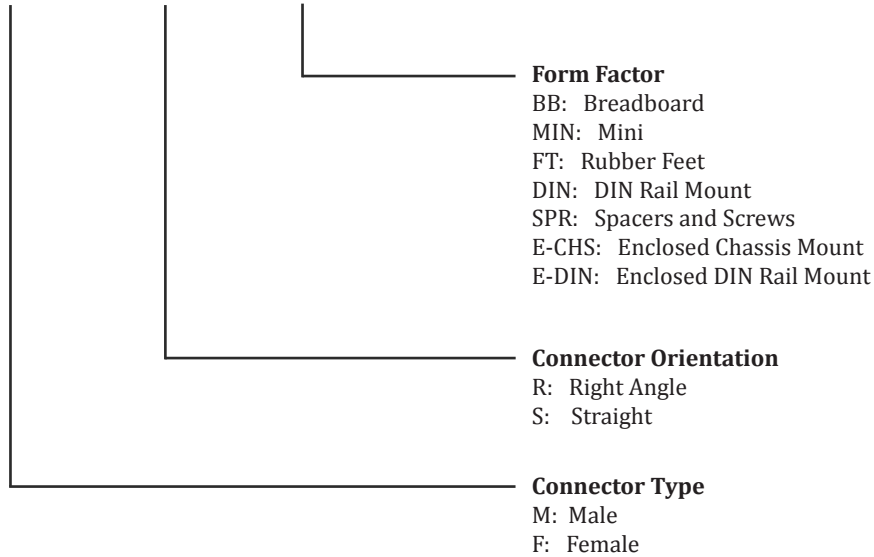 Form Factor
BB: Breadboard
MIN: Mini
FT: Rubber Feet
DIN: DIN Rail Mount
SPR: Spacers and Screws
E-CHS: Enclosed Chassis Mount
E-DIN: Enclosed DIN Rail Mount
Connector Orientation
R: Right Angle
S: Straight
Connector Type
M: Male
F: Female